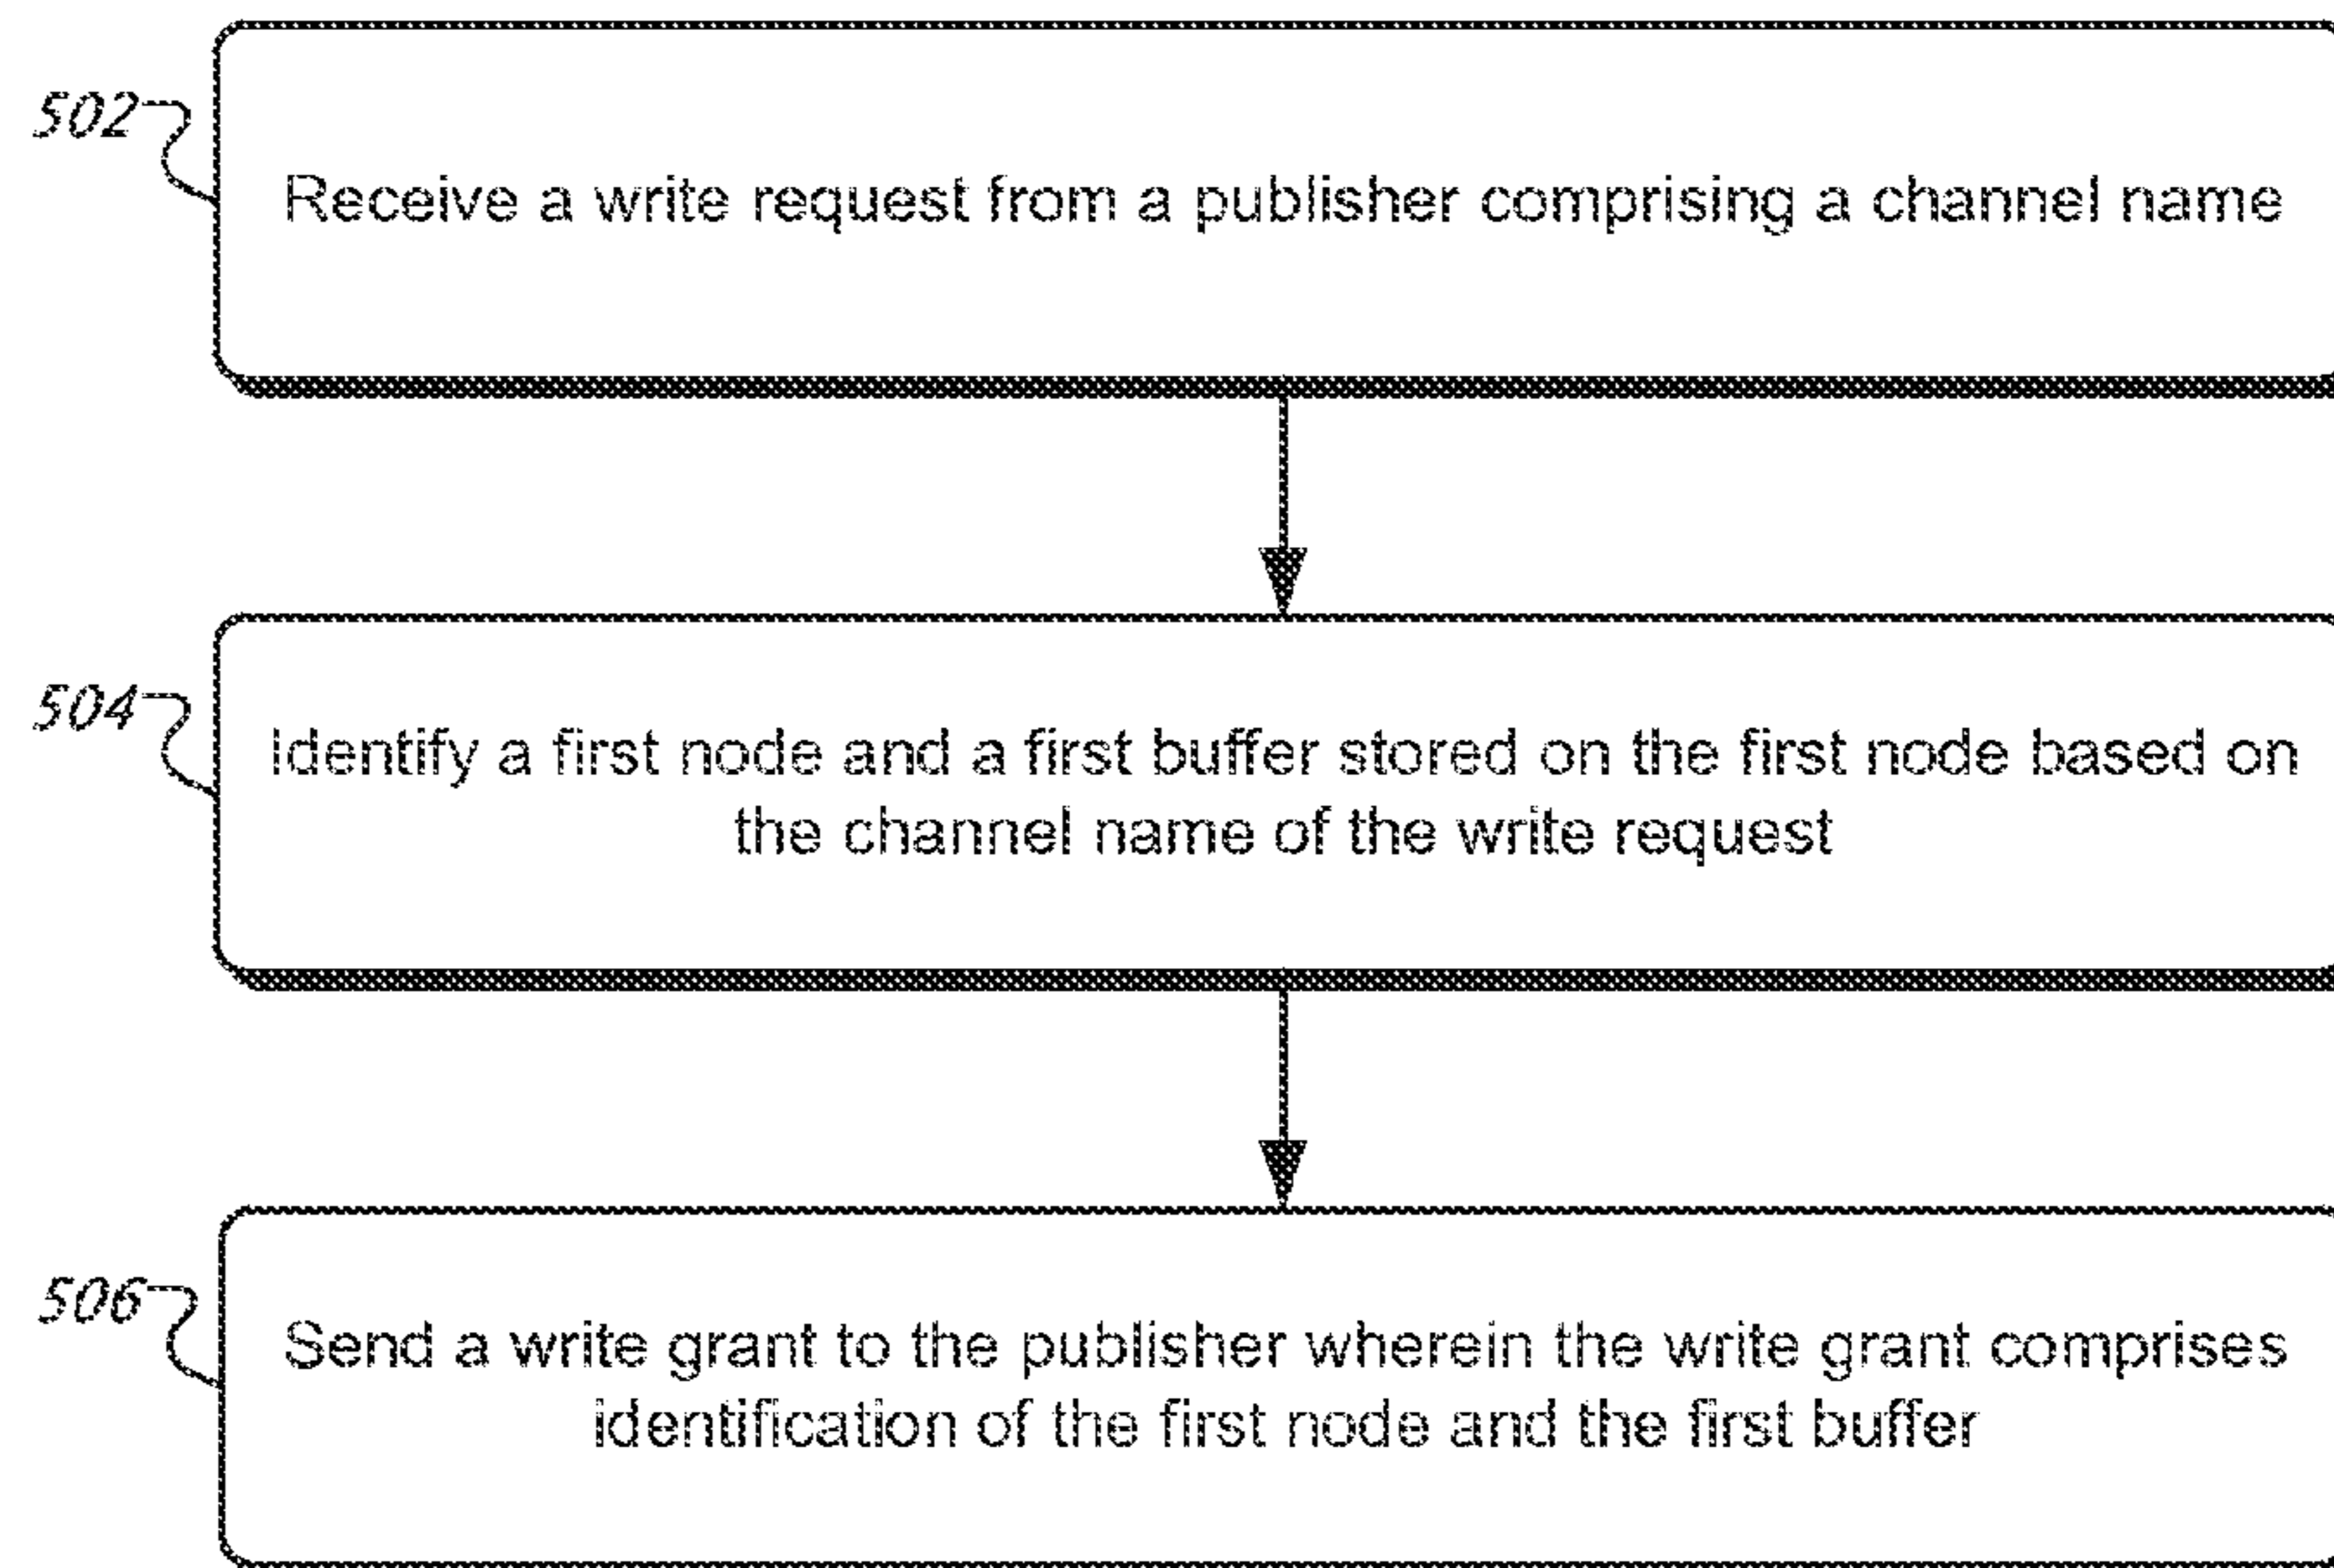 502
Receive a write request from a publisher comprising a channel name
504
Identify a first node and a first buffer stored on the first node based on
the channel name of the write request
506
Send a write grant to the publisher wherein the write grant comprises
identification of the first node and the first buffer